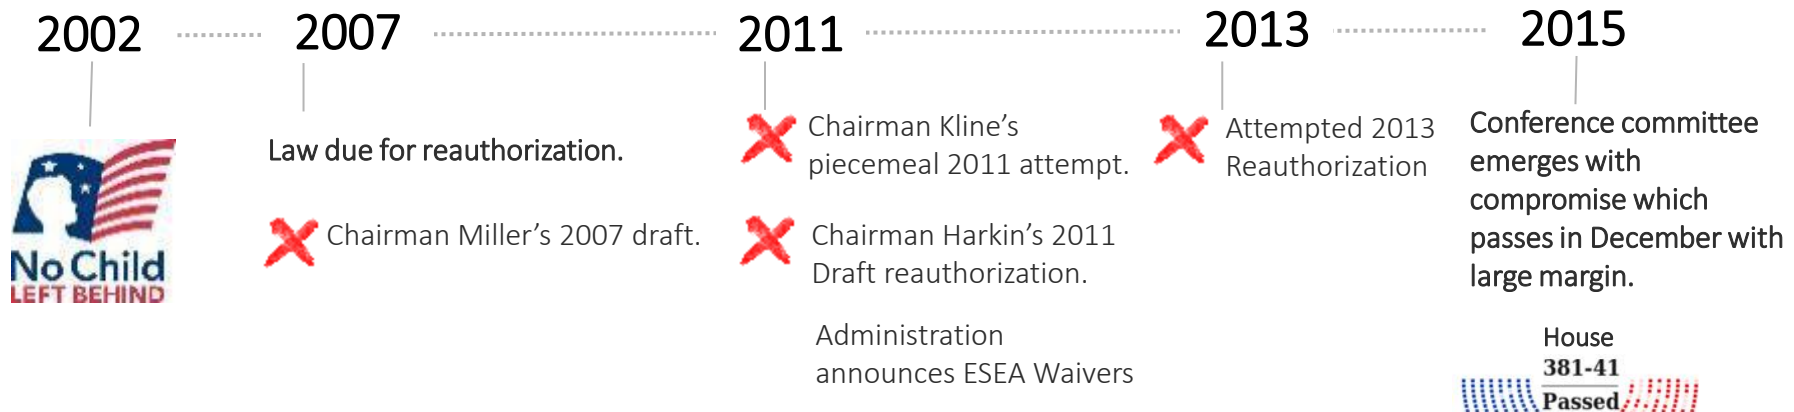 2002
2007
2011
2013
2015
No Child
LEFT BEHIND
Law due for reauthorization.
Chairman Miller’s 2007 draft.
Chairman Kline’s
piecemeal 2011 attempt.
Chairman Harkin’s 2011
Draft reauthorization.
Administration
announces ESEA Waivers
Attempted 2013
Reauthorization
Conference committee
emerges with
compromise which
passes in December with
large margin.
House
381-41
Passed